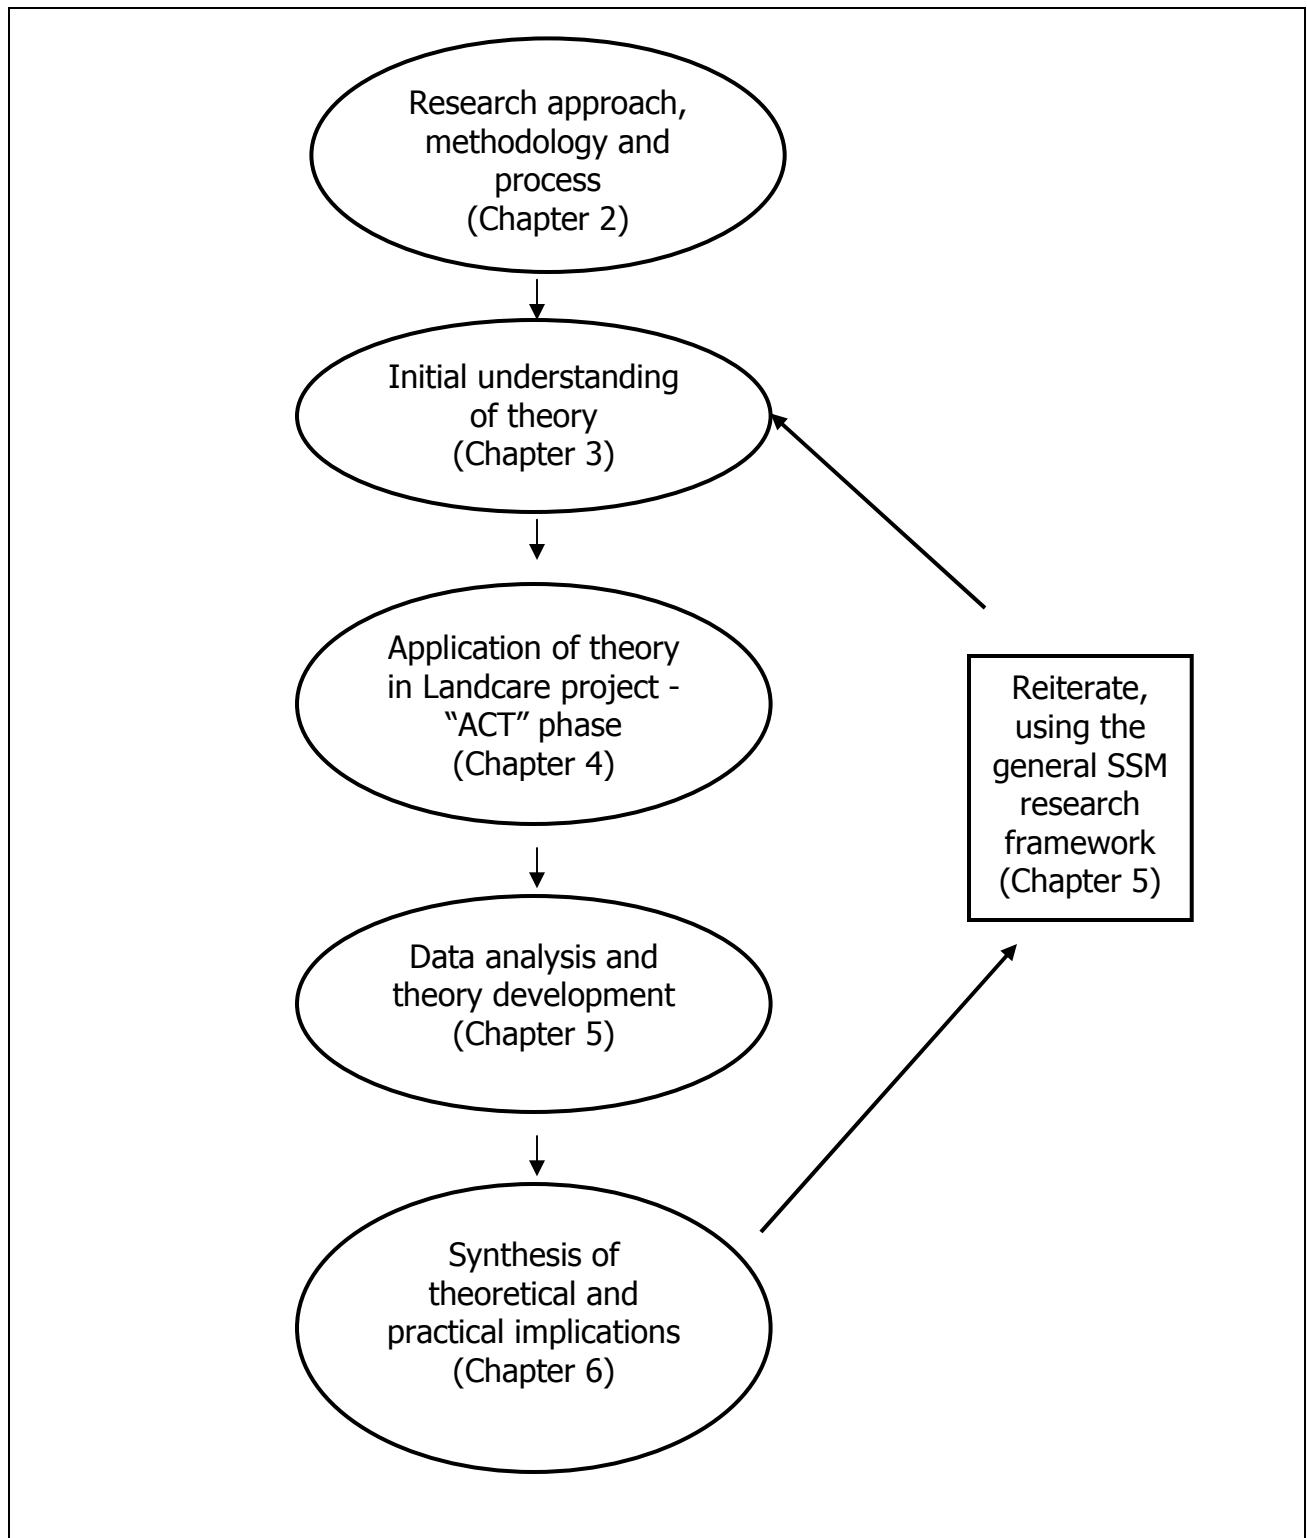 Research approach,
methodology and
process
(Chapter 2)
Initial understanding
of theory
(Chapter 3)
Application of theory
in Landcare project -
“ACT” phase
(Chapter 4)
Reiterate,
using the
general SSM
research
framework
(Chapter 5)
Data analysis and
theory development
(Chapter 5)
Synthesis of
theoretical and
practical implications
(Chapter 6)